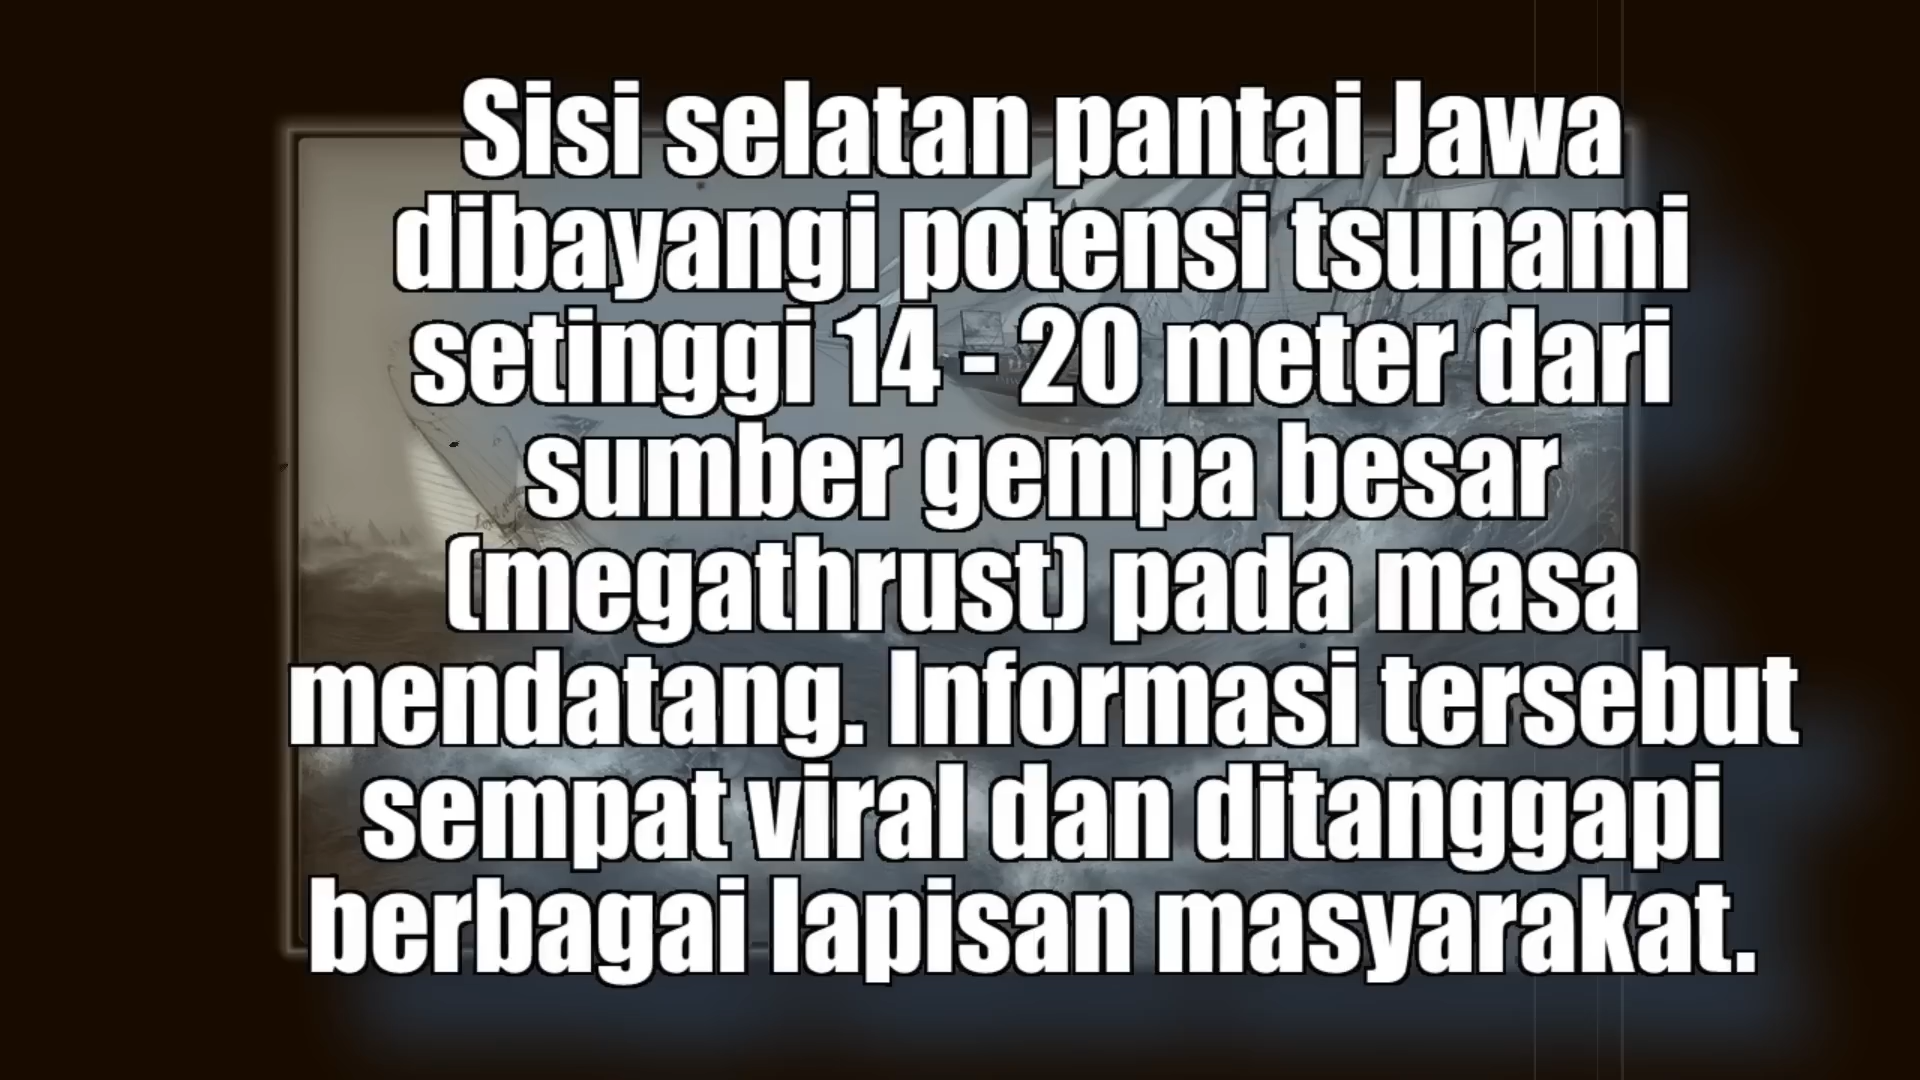 Sisi selatan pantai Jawa
dibayangi potensi tsunami
setinggi 14 - 20 meter dari
sumber gempa besar
(megathrust) pada masa
mendatang. Informasi tersebut
sempat viral dan ditanggapi
berbagai lapisan masyarakat.